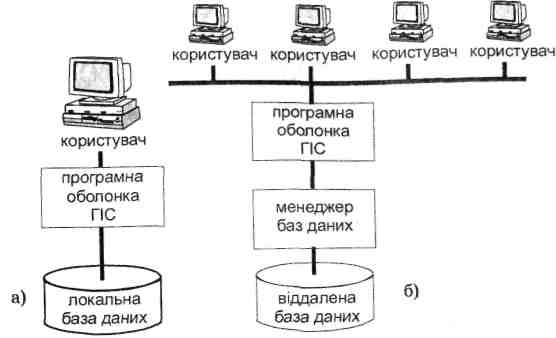 користувач
користувач
користувач
користувач
користувач
програмна
оболонка
ГІС
локальна
база даних
а)
програмна
оболонка
ГІС
менеджер
баз даних
віддалена
база даних
б)